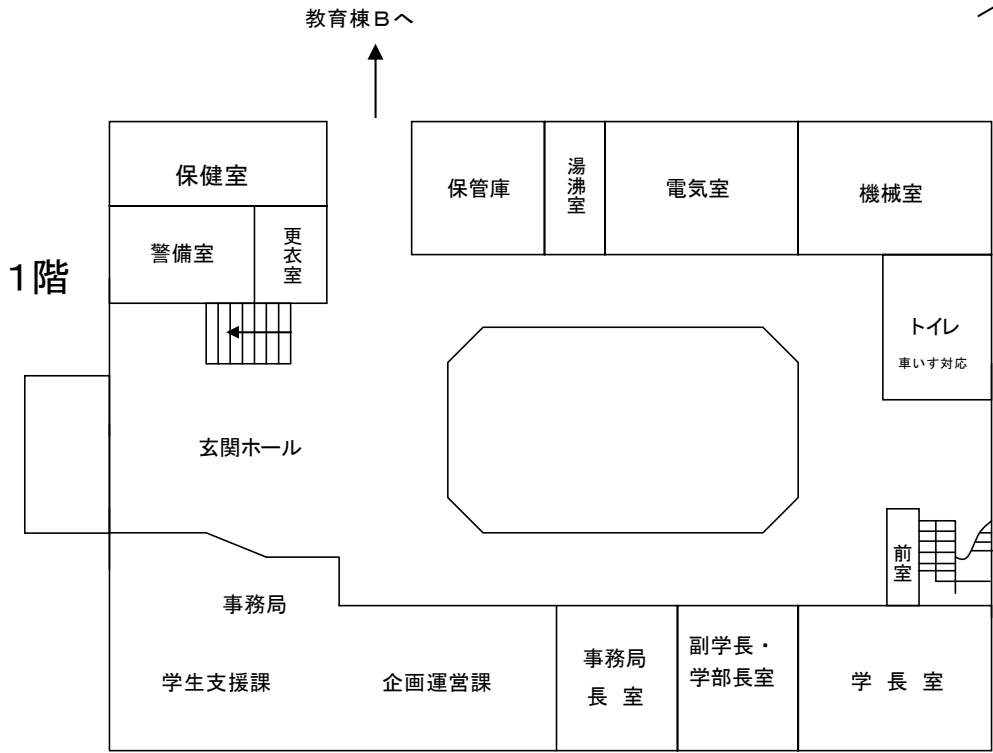 教育棟Bへ
保健室
保管庫
湯沸室
電気室
機械室
警備室
更衣室
1階
トイレ
車いす対応
玄関ホール
前室
事務局
学生支援課
企画運営課
事務局
長 室
副学長・
学部長室
学 長 室